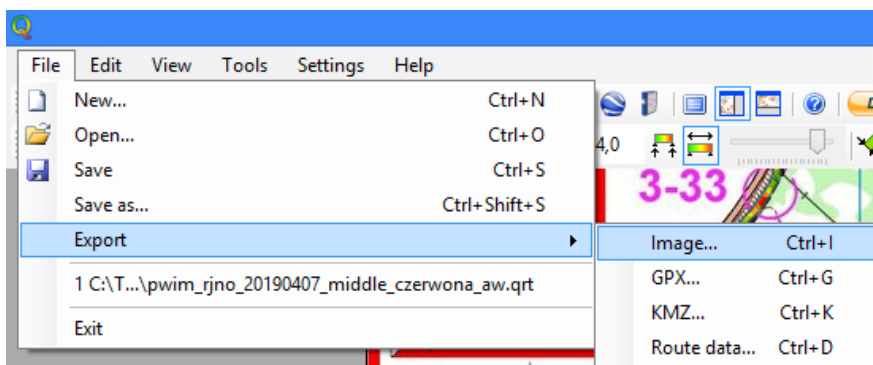 File Edit View Tools Settings Help
New... Ctrl+N
Open... Ctrl+O
4,0
Save Ctrl+S
3-33
Save as... Ctrl+Shift+S
Export
Image... Ctrl+I
1 C:\T...\pwim_rjno_20190407_middle_czerwona_aw.qrt
GPX... Ctrl+G
KMZ... Ctrl+K
Exit
Route data... Ctrl+D